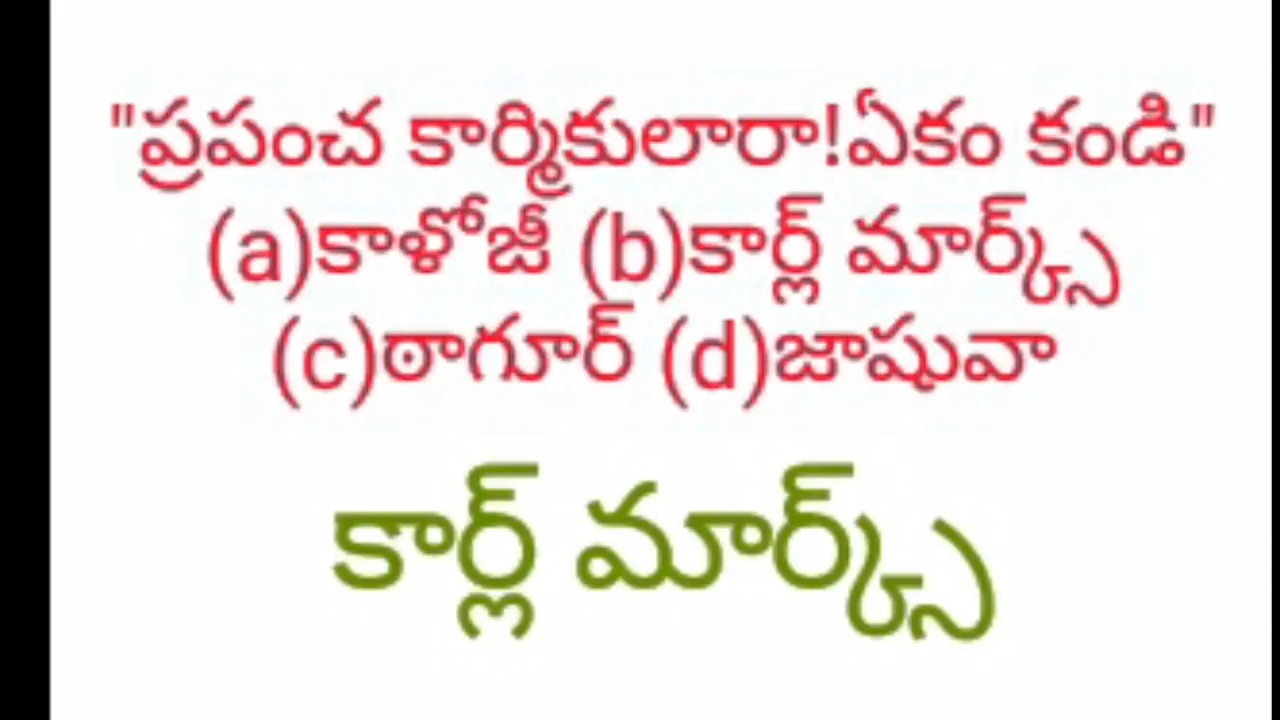 "ప్రపంచ కార్మికులారా!ఏకం కండి"
(a)కాళోజీ (b)కార్ల్ మార్క్స్
(c)ఠాగూర్ (d)జాషువా
కార్ల్ మార్క్స్